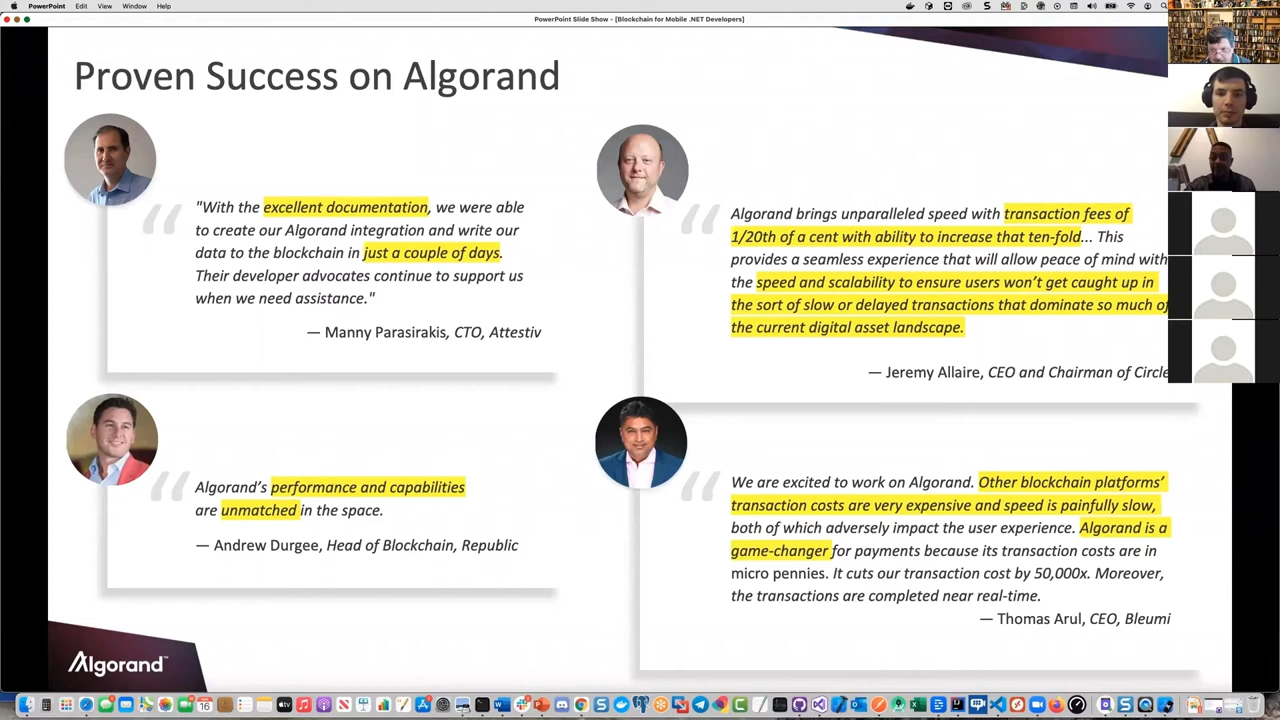 PowerPoint Edit View Window Help
PowerPoint Slide Show - [Blockchain for Mobile .NET Developers]
Proven Success on Algorand
"With the excellent documentation, we were able
to create our Algorand integration and write our
data to the blockchain in just a couple of days.
Their developer advocates continue to support us
when we need assistance."
— Manny Parasirakis, CTO, Attestiv
Algorand brings unparalleled speed with transaction fees of
1/20th of a cent with ability to increase that ten-fold... This
provides a seamless experience that will allow peace of mind with
the speed and scalability to ensure users won’t get caught up in
the sort of slow or delayed transactions that dominate so much of
the current digital asset landscape.
— Jeremy Allaire, CEO and Chairman of Circle
Algorand’s performance and capabilities
are unmatched in the space.
— Andrew Durgee, Head of Blockchain, Republic
We are excited to work on Algorand. Other blockchain platforms’
transaction costs are very expensive and speed is painfully slow,
both of which adversely impact the user experience. Algorand is a
game-changer for payments because its transaction costs are in
micro pennies. It cuts our transaction cost by 50,000x. Moreover,
the transactions are completed near real-time.
— Thomas Arul, CEO, Bleumi
Algorand™